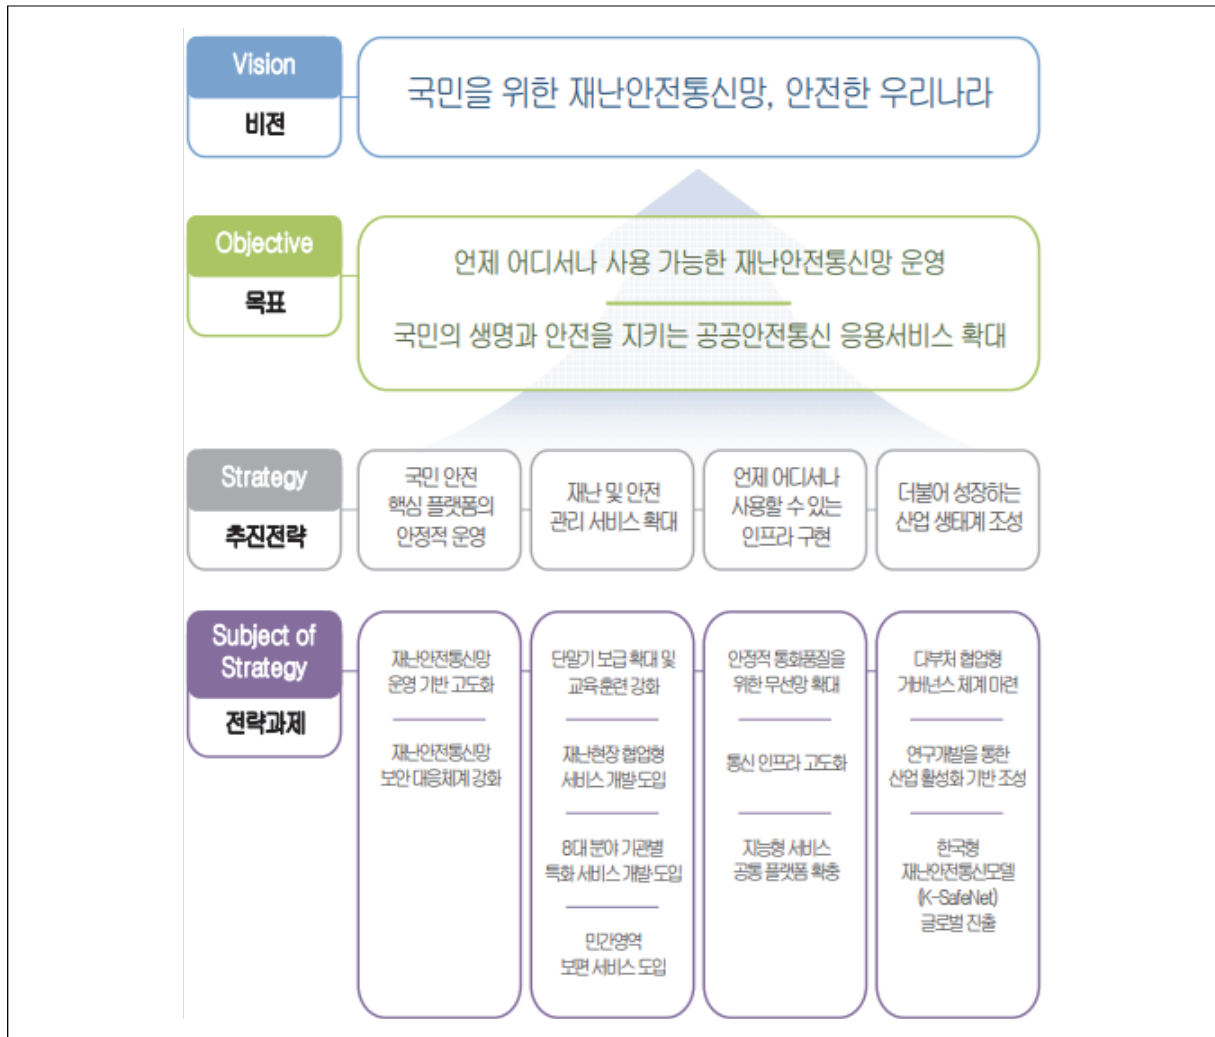 Vision
비전
국민을 위한 재난안전통신망, 안전한 우리나라
Objective
목표
언제 어디서나 사용 가능한 재난안전통신망 운영
국민의 생명과 안전을 지키는 공공안전통신 응용서비스 확대
Strategy
추진전략
국민 안전
핵심 플랫폼의
안정적 운영
재난 및 안전
관리 서비스 확대
언제 어디서나
사용할 수 있는
인프라 구현
더불어 성장하는
산업 생태계 조성
Subject of
Strategy
전략과제
재난안전통신망
운영 기반 고도화
재난안전통신망
보안 대응체계 강화
단말기 보급 확대 및
교육·훈련 강화
재난현장 협업형
서비스 개발·도입
8대 분야 기관별
특화 서비스 개발·도입
민간영역
보편 서비스 도입
안정적 통화품질을
위한 무선망 확대
통신 인프라 고도화
지능형 서비스
공통 플랫폼 확충
다부처 협업형
거버넌스 체계 마련
연구개발을 통한
산업 활성화 기반 조성
한국형
재난안전통신모델
(K-SafeNet)
글로벌 진출